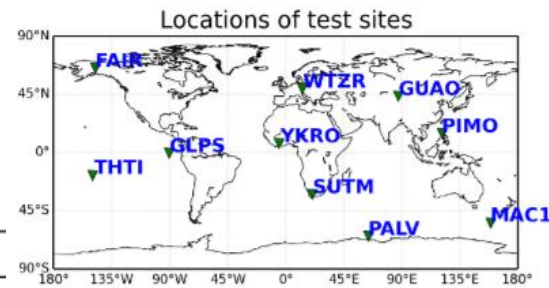 Locations of test sites
90°N
FAIR
WTZR
GUAO
45°N
PIMO
YKRO
GLPS
0°
THTI
SUTM
45°S
MAC1
PALV
90°S
180° 135°W 90°W 45°W 0° 45°E 90°E 135°E 180°